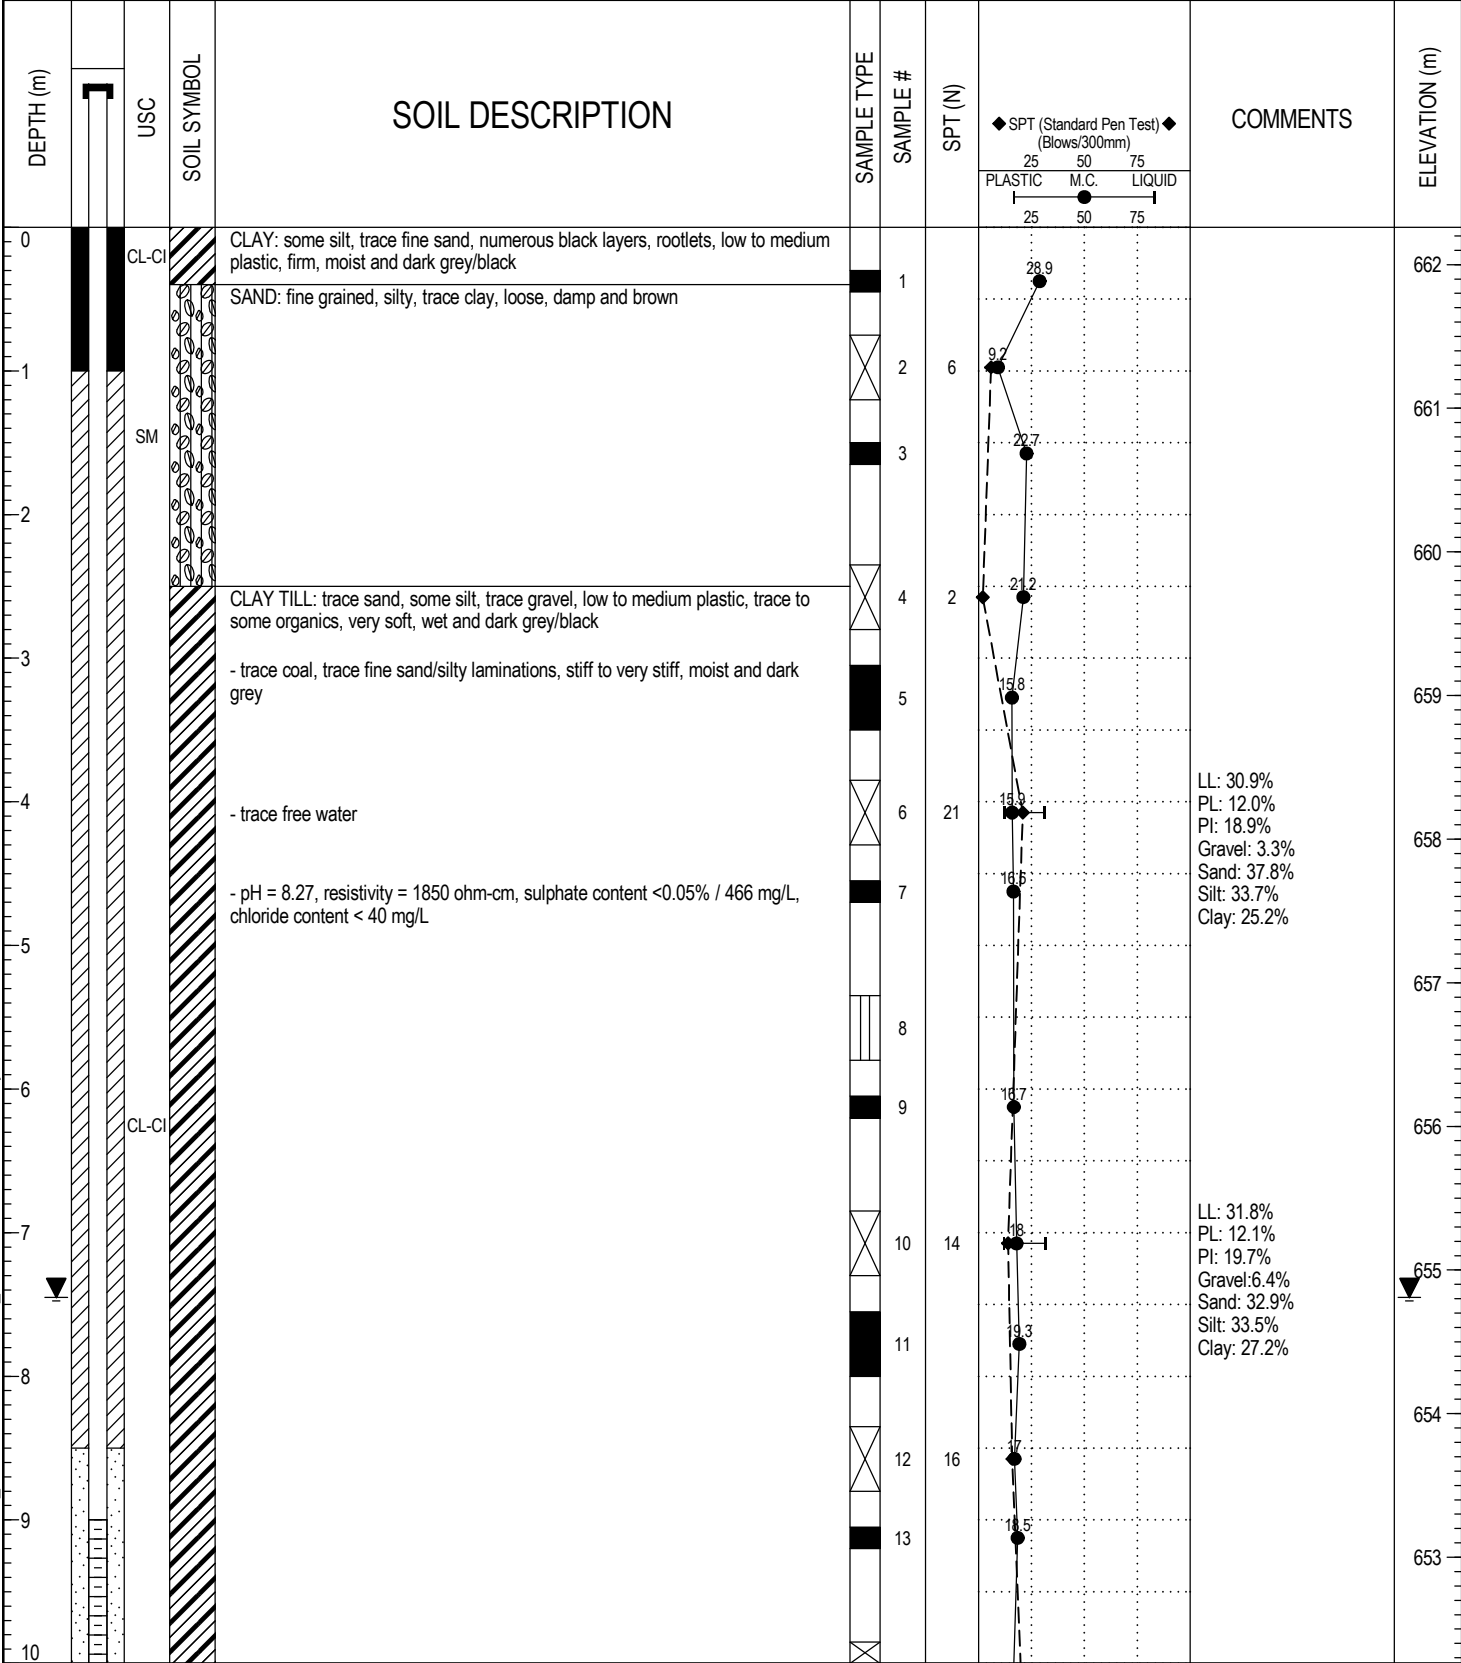 DEPTH (m)
USC
SOIL SYMBOL
SOIL DESCRIPTION
SAMPLE TYPE
SAMPLE #
SPT (N)
◆ SPT (Standard Pen Test) ◆
(Blows/300mm)
25 50 75
PLASTIC M.C. LIQUID
25 50 75
COMMENTS
ELEVATION (m)
0
CL-CI
CLAY: some silt, trace fine sand, numerous black layers, rootlets, low to medium
plastic, firm, moist and dark grey/black
662
1
28.9
SAND: fine grained, silty, trace clay, loose, damp and brown
1
2
6
9.2
661
SM
3
22.7
2
660
CLAY TILL: trace sand, some silt, trace gravel, low to medium plastic, trace to
some organics, very soft, wet and dark grey/black
4
2
21.2
3
- trace coal, trace fine sand/silty laminations, stiff to very stiff, moist and dark
grey
5
15.8
659
4
- trace free water
6
21
15.9
LL: 30.9%
PL: 12.0%
PI: 18.9%
Gravel: 3.3%
Sand: 37.8%
Silt: 33.7%
Clay: 25.2%
658
- pH = 8.27, resistivity = 1850 ohm-cm, sulphate content <0.05% / 466 mg/L,
chloride content < 40 mg/L
7
5
657
8
6
9
16.7
CL-CI
656
7
10
14
18
LL: 31.8%
PL: 12.1%
PI: 19.7%
Gravel:6.4%
Sand: 32.9%
Silt: 33.5%
Clay: 27.2%
655
11
19.3
8
654
12
16
17
9
13
18.5
653
10